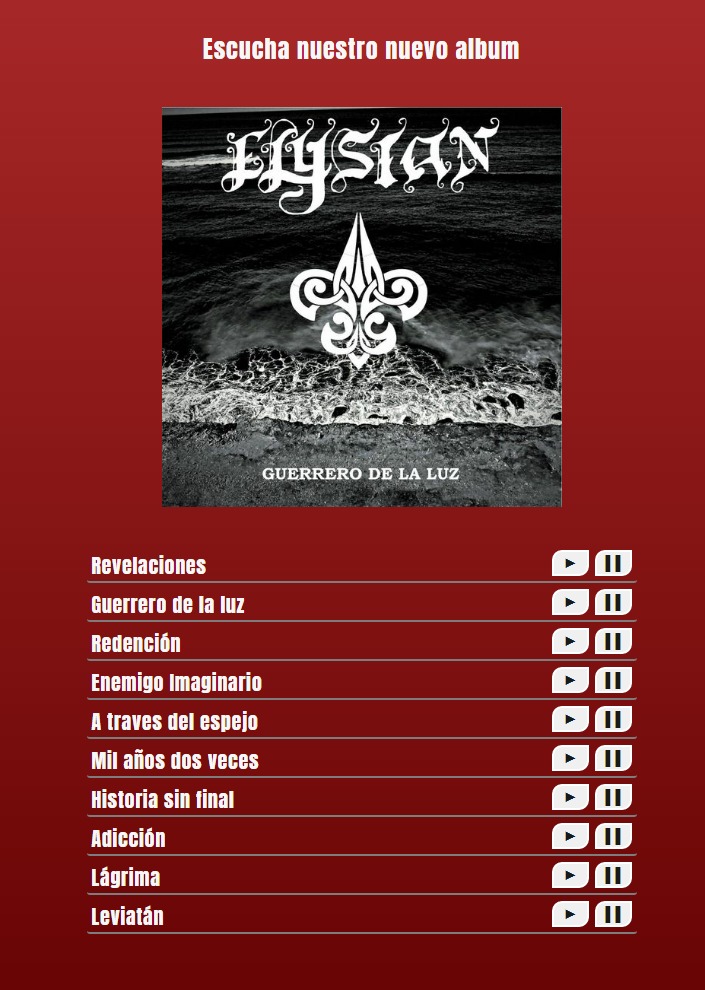 Escucha nuestro nuevo album
ELYSIAN
GUERRERO DE LA LUZ
Revelaciones
Guerrero de la luz
Redención
Enemigo Imaginario
A traves del espejo
Mil años dos veces
Historia sin final
Adicción
Lágrima
Leviatán